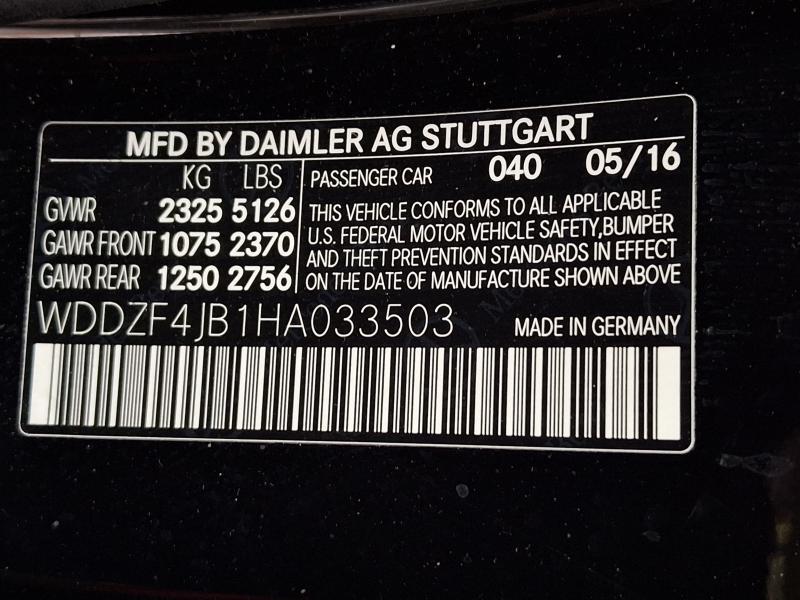 MFD BY DAIMLER AG STUTTGART
KG LBS PASSENGER CAR 040 05/16
GVWR 2325 5126 THIS VEHICLE CONFORMS TO ALL APPLICABLE
GAWR FRONT 1075 2370 U.S. FEDERAL MOTOR VEHICLE SAFETY,BUMPER
AND THEFT PREVENTION STANDARDS IN EFFECT
GAWR REAR 1250 2756 ON THE DATE OF MANUFACTURE SHOWN ABOVE
WDDZF4JB1HA033503 MADE IN GERMANY